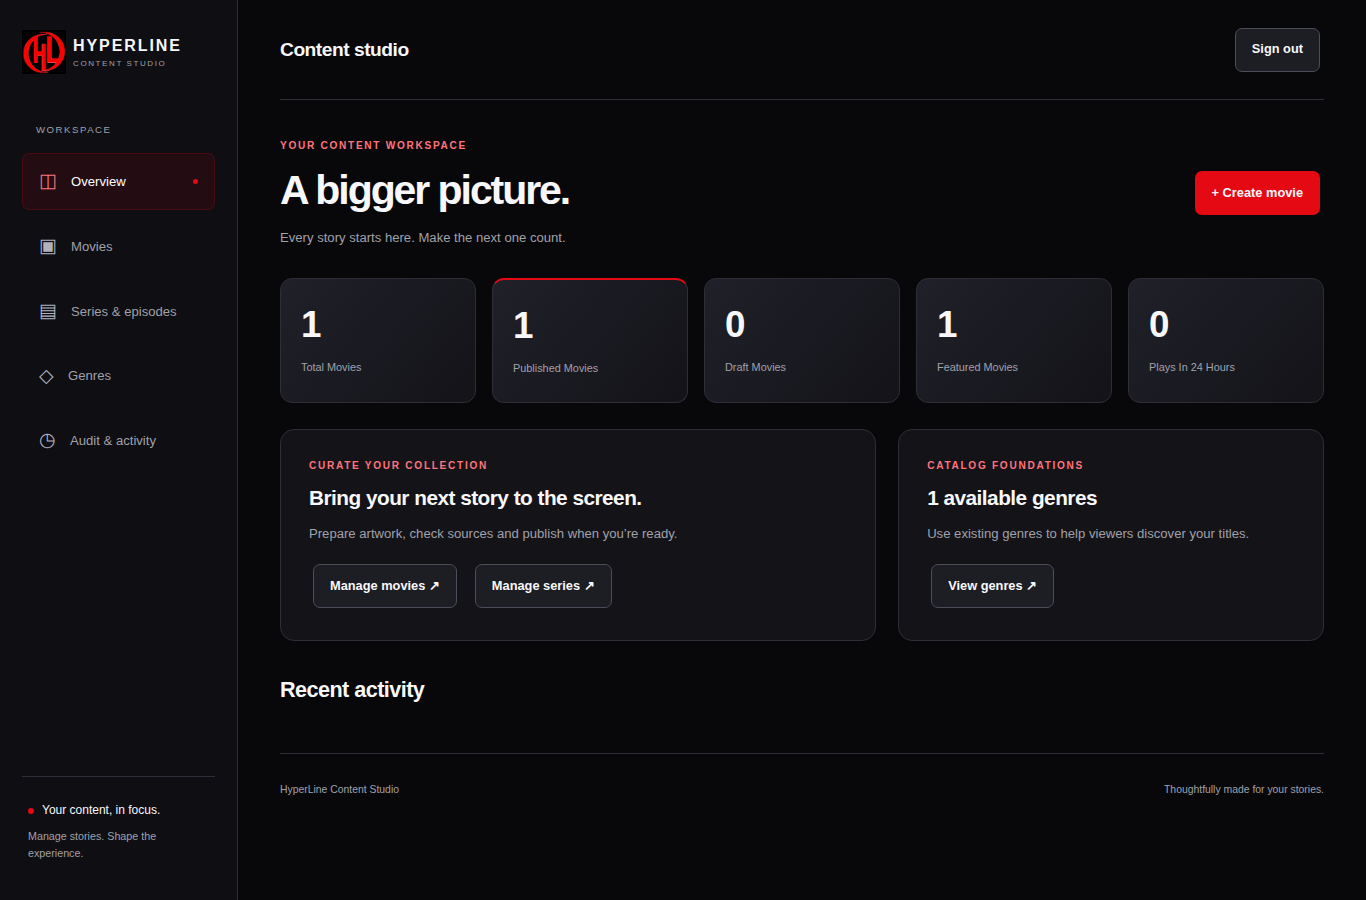 HYPERLINE
CONTENT STUDIO
WORKSPACE
Overview
Movies
Series & episodes
Genres
Audit & activity
Your content, in focus.
Manage stories. Shape the
experience.
Content studio
Sign out
YOUR CONTENT WORKSPACE
A bigger picture.
Every story starts here. Make the next one count.
+ Create movie
1
Total Movies
1
Published Movies
0
Draft Movies
1
Featured Movies
0
Plays In 24 Hours
CURATE YOUR COLLECTION
Bring your next story to the screen.
Prepare artwork, check sources and publish when you’re ready.
Manage movies ↗
Manage series ↗
CATALOG FOUNDATIONS
1 available genres
Use existing genres to help viewers discover your titles.
View genres ↗
Recent activity
HyperLine Content Studio
Thoughtfully made for your stories.